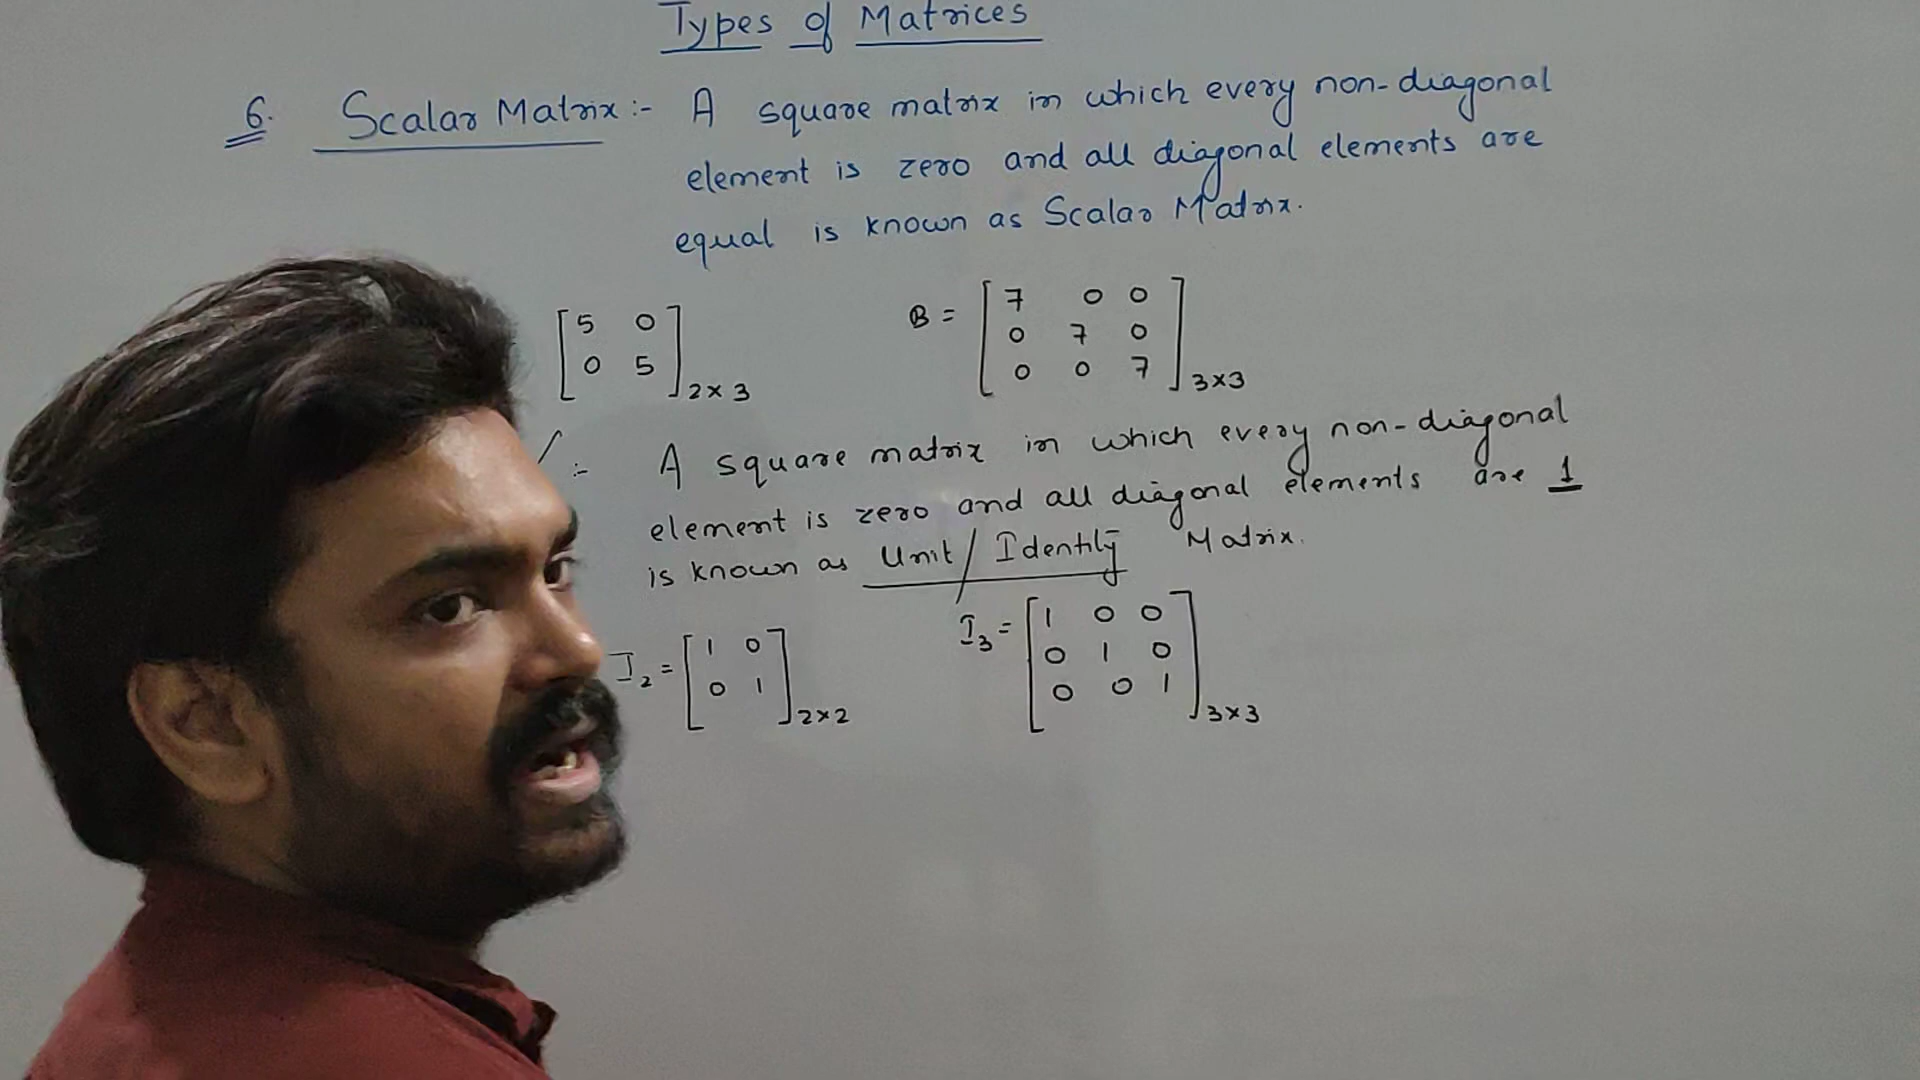 Types of Matrices
6. Scalar Matrix :- A square matrix in which every non-diagonal
element is zero and all diagonal elements are
equal is known as Scalar Matrix.
[5 0
0 5] 2×3
B = [7 0 0
0 7 0
0 0 7] 3×3
:- A square matrix in which every non-diagonal
element is zero and all diagonal elements are 1
is known as Unit / Identity Matrix.
I₂ = [1 0
0 1] 2×2
I₃ = [1 0 0
0 1 0
0 0 1] 3×3